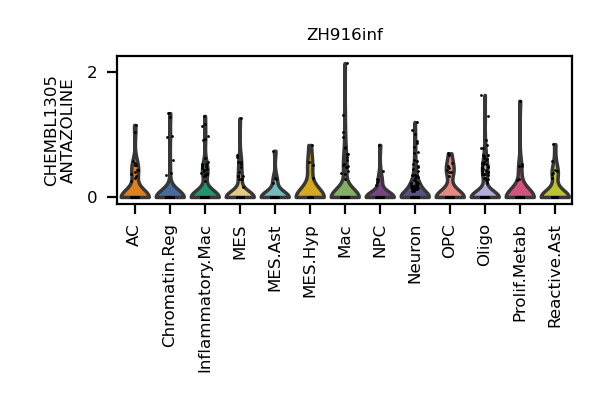 ZH916inf
CHEMBL1305
ANTAZOLINE
2
0
AC
Chromatin.Reg
Inflammatory.Mac
MES
MES.Ast
MES.Hyp
Mac
NPC
Neuron
OPC
Oligo
Prolif.Metab
Reactive.Ast